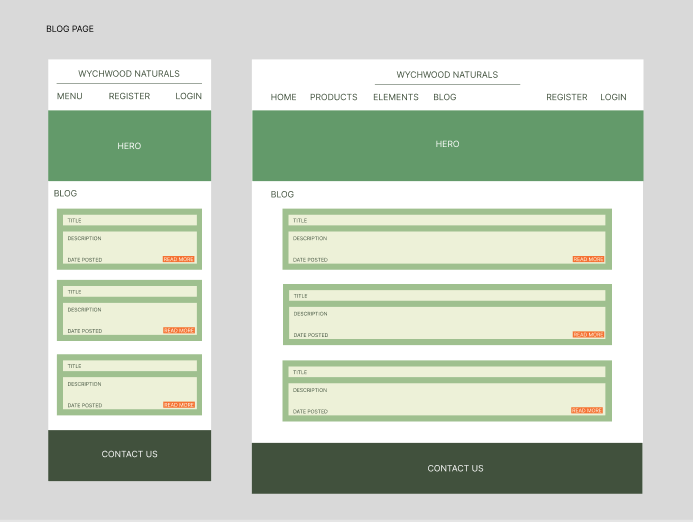 BLOG PAGE
WYCHWOOD NATURALS
MENU REGISTER LOGIN
HERO
BLOG
TITLE
DESCRIPTION
DATE POSTED READ MORE
TITLE
DESCRIPTION
DATE POSTED READ MORE
TITLE
DESCRIPTION
DATE POSTED READ MORE
CONTACT US
WYCHWOOD NATURALS
HOME PRODUCTS ELEMENTS BLOG REGISTER LOGIN
HERO
BLOG
TITLE
DESCRIPTION
DATE POSTED READ MORE
TITLE
DESCRIPTION
DATE POSTED READ MORE
TITLE
DESCRIPTION
DATE POSTED READ MORE
CONTACT US